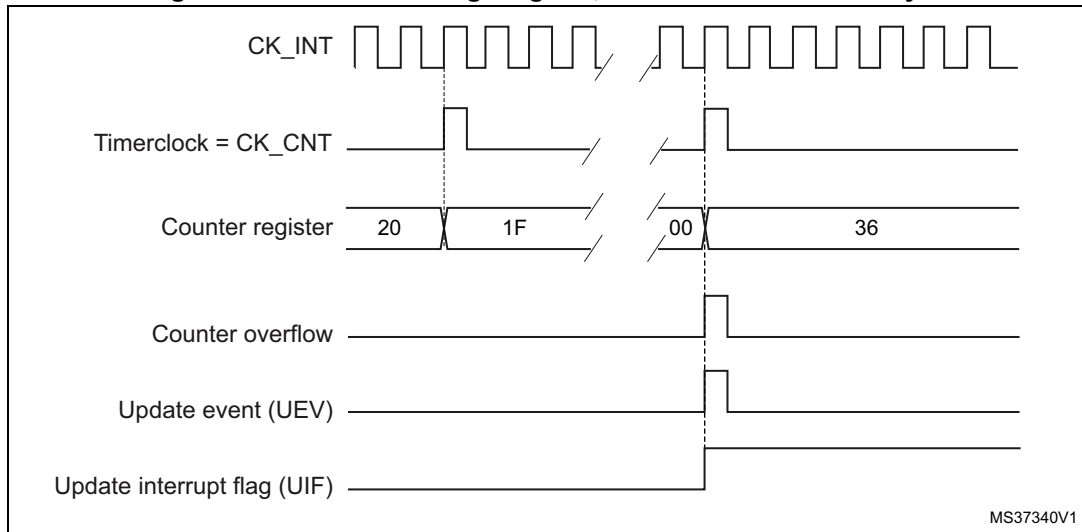 CK_INT
Timerclock = CK_CNT
Counter register
20
1F
00
36
Counter overflow
Update event (UEV)
Update interrupt flag (UIF)
MS37340V1